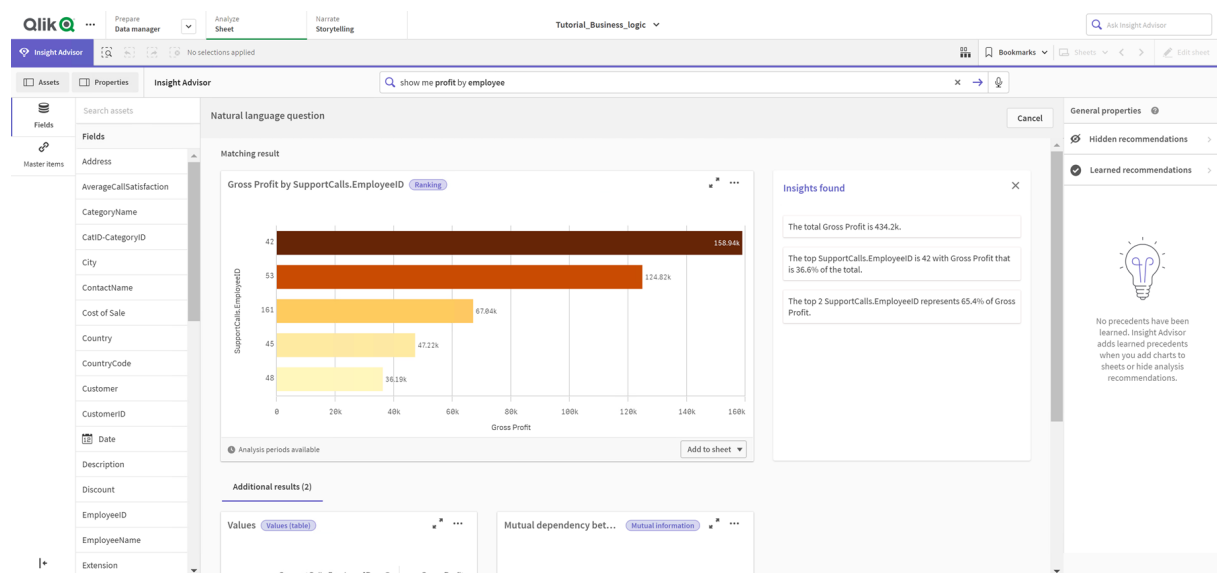 Qlik
Prepare
Data manager
Analyze
Sheet
Narrate
Storytelling
Tutorial_Business_logic
Ask Insight Advisor
Insight Advisor
No selections applied
Bookmarks
Sheets
Edit sheet
Assets
Properties
Insight Advisor
show me profit by employee
Fields
Master items
Search assets
Fields
Address
AverageCallSatisfaction
CategoryName
CatID-CategoryID
City
ContactName
Cost of Sale
Country
CountryCode
Customer
CustomerID
Date
Description
Discount
EmployeeID
EmployeeName
Extension
Natural language question
Cancel
Matching result
Gross Profit by SupportCalls.EmployeeID
Ranking
SupportCalls.EmployeeID
42
158.94k
53
124.82k
161
67.04k
45
47.22k
48
36.19k
0 20k 40k 60k 80k 100k 120k 140k 160k
Gross Profit
Analysis periods available
Add to sheet
Insights found
The total Gross Profit is 434.2k.
The top SupportCalls.EmployeeID is 42 with Gross Profit that
is 36.6% of the total.
The top 2 SupportCalls.EmployeeID represents 65.4% of Gross
Profit.
Additional results (2)
Values
Values (table)
Mutual dependency bet...
Mutual information
General properties
Hidden recommendations
Learned recommendations
No precedents have been
learned. Insight Advisor
adds learned precedents
when you add charts to
sheets or hide analysis
recommendations.